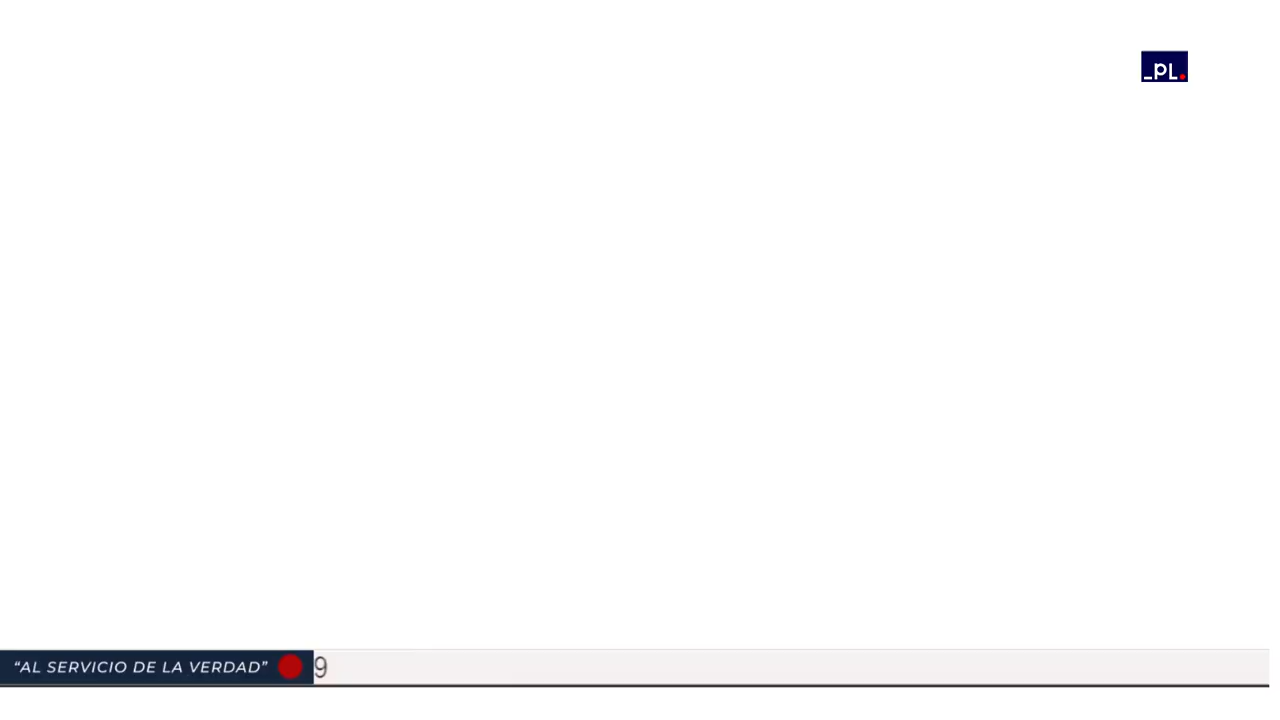 _pL.
“AL SERVICIO DE LA VERDAD” 9